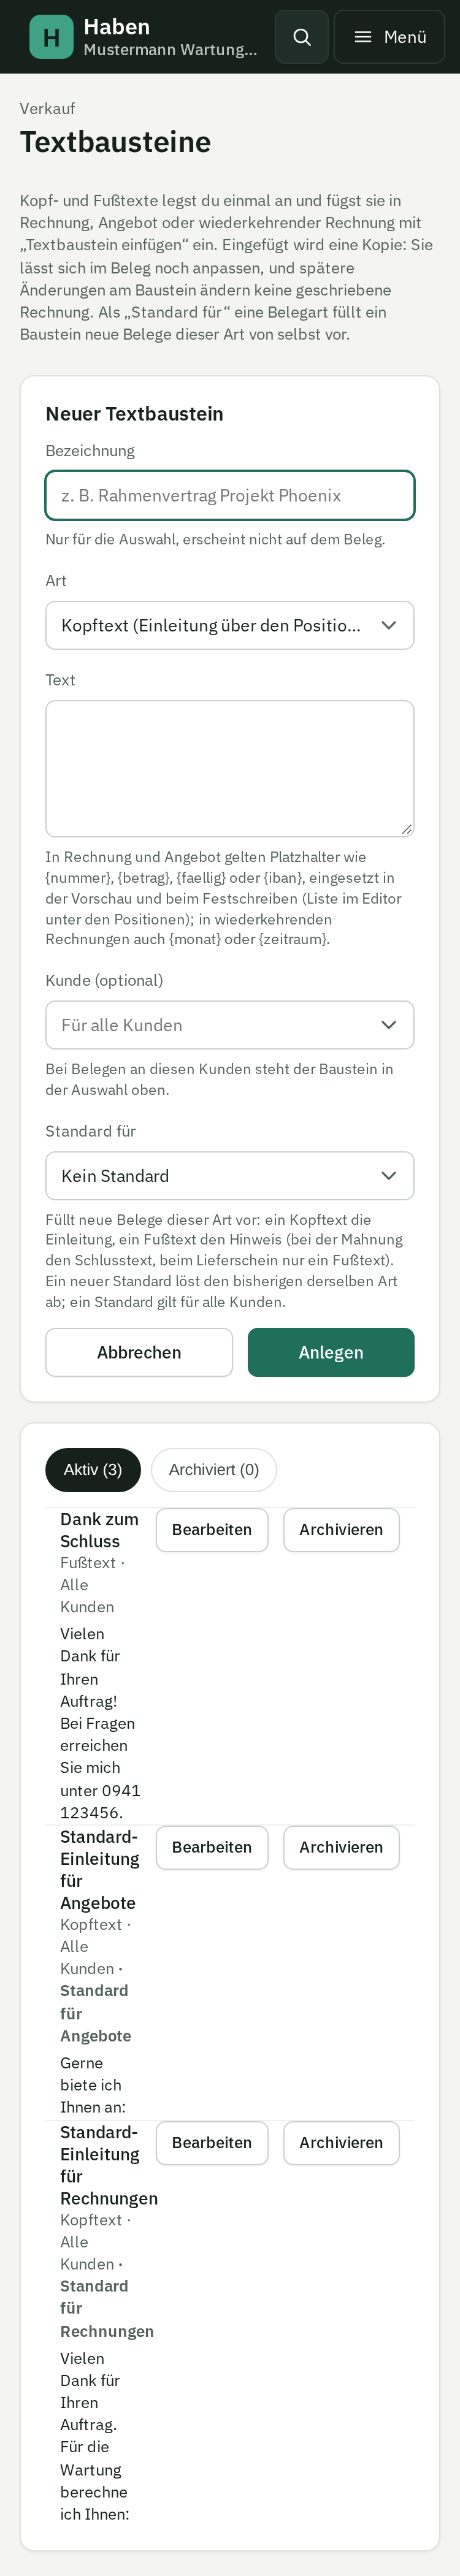 H
Haben
Mustermann Wartung…
Menü
Verkauf
Textbausteine
Kopf- und Fußtexte legst du einmal an und fügst sie in
Rechnung, Angebot oder wiederkehrender Rechnung mit
„Textbaustein einfügen“ ein. Eingefügt wird eine Kopie: Sie
lässt sich im Beleg noch anpassen, und spätere
Änderungen am Baustein ändern keine geschriebene
Rechnung. Als „Standard für“ eine Belegart füllt ein
Baustein neue Belege dieser Art von selbst vor.
Neuer Textbaustein
Bezeichnung
z. B. Rahmenvertrag Projekt Phoenix
Nur für die Auswahl, erscheint nicht auf dem Beleg.
Art
Kopftext (Einleitung über den Positio…
Text
In Rechnung und Angebot gelten Platzhalter wie
{nummer}, {betrag}, {faellig} oder {iban}, eingesetzt in
der Vorschau und beim Festschreiben (Liste im Editor
unter den Positionen); in wiederkehrenden
Rechnungen auch {monat} oder {zeitraum}.
Kunde (optional)
Für alle Kunden
Bei Belegen an diesen Kunden steht der Baustein in
der Auswahl oben.
Standard für
Kein Standard
Füllt neue Belege dieser Art vor: ein Kopftext die
Einleitung, ein Fußtext den Hinweis (bei der Mahnung
den Schlusstext, beim Lieferschein nur ein Fußtext).
Ein neuer Standard löst den bisherigen derselben Art
ab; ein Standard gilt für alle Kunden.
Abbrechen
Anlegen
Aktiv (3)
Archiviert (0)
Dank zum
Schluss
Fußtext ·
Alle
Kunden
Vielen
Dank für
Ihren
Auftrag!
Bei Fragen
erreichen
Sie mich
unter 0941
123456.
Bearbeiten
Archivieren
Standard-
Einleitung
für
Angebote
Kopftext ·
Alle
Kunden ·
Standard
für
Angebote
Gerne
biete ich
Ihnen an:
Bearbeiten
Archivieren
Standard-
Einleitung
für
Rechnungen
Kopftext ·
Alle
Kunden ·
Standard
für
Rechnungen
Vielen
Dank für
Ihren
Auftrag.
Für die
Wartung
berechne
ich Ihnen:
Bearbeiten
Archivieren